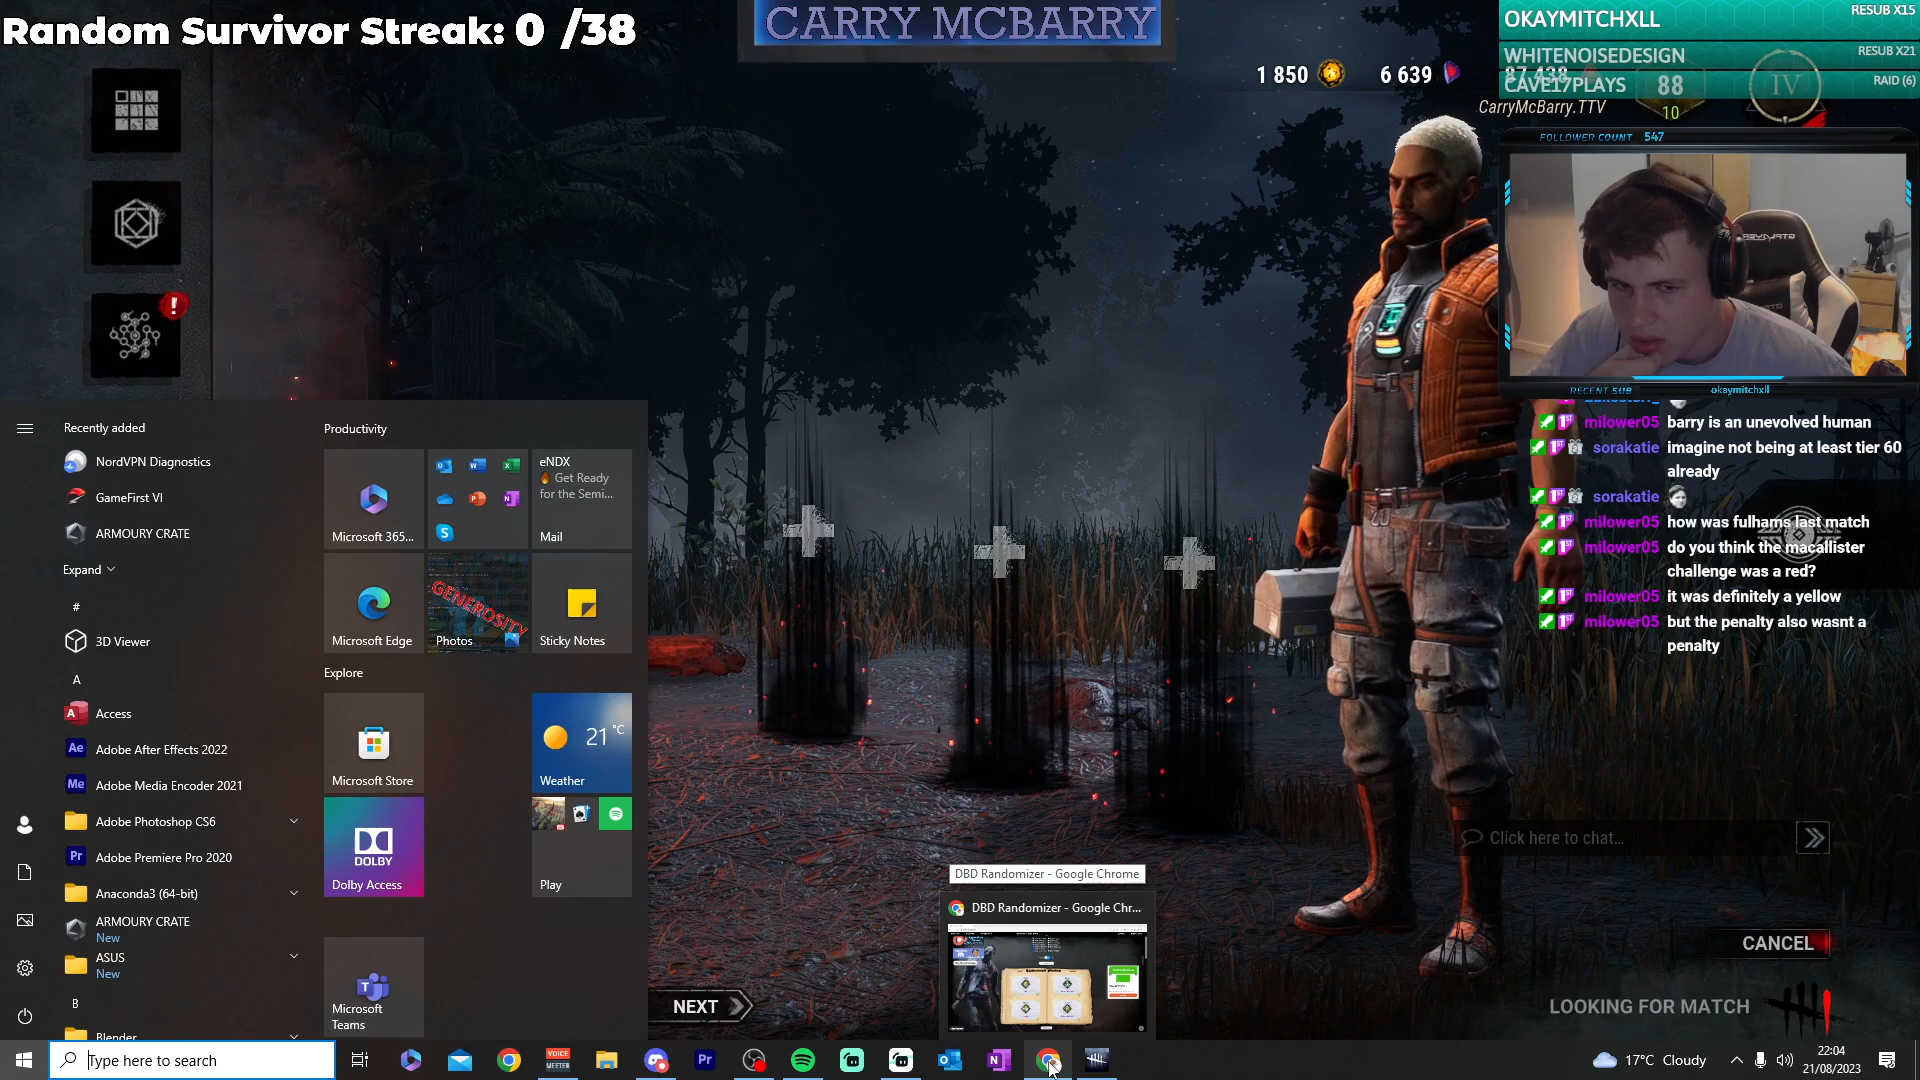 Random Survivor Streak: 0 /38
CARRY MCBARRY
1 850
6 639
87 438
OKAYMITCHXLL
RESUB X15
WHITENOISEDESIGN
RESUB X21
CAVE17PLAYS
RAID (6)
88
10
IV
CarryMcBarry.TTV
FOLLOWER COUNT 547
RECENT SUB
okaymitchxll
milower05 barry is an unevolved human
sorakatie imagine not being at least tier 60
already
sorakatie
milower05 how was fulhams last match
milower05 do you think the macallister
challenge was a red?
milower05 it was definitely a yellow
milower05 but the penalty also wasnt a
penalty
Click here to chat...
CANCEL
LOOKING FOR MATCH
NEXT
Recently added
NordVPN Diagnostics
GameFirst VI
ARMOURY CRATE
Expand
#
3D Viewer
A
Access
Adobe After Effects 2022
Adobe Media Encoder 2021
Adobe Photoshop CS6
Adobe Premiere Pro 2020
Anaconda3 (64-bit)
ARMOURY CRATE
New
ASUS
New
B
Blender
Productivity
Microsoft 365...
eNDX
Get Ready
for the Semi...
Mail
Microsoft Edge
GENEROSITY
Photos
Sticky Notes
Explore
Microsoft Store
21 °C
Weather
DOLBY
Dolby Access
Play
Microsoft
Teams
DBD Randomizer - Google Chrome
DBD Randomizer - Google Chr...
Type here to search
VOICE
MEETER
Pr
17°C Cloudy
22:04
21/08/2023